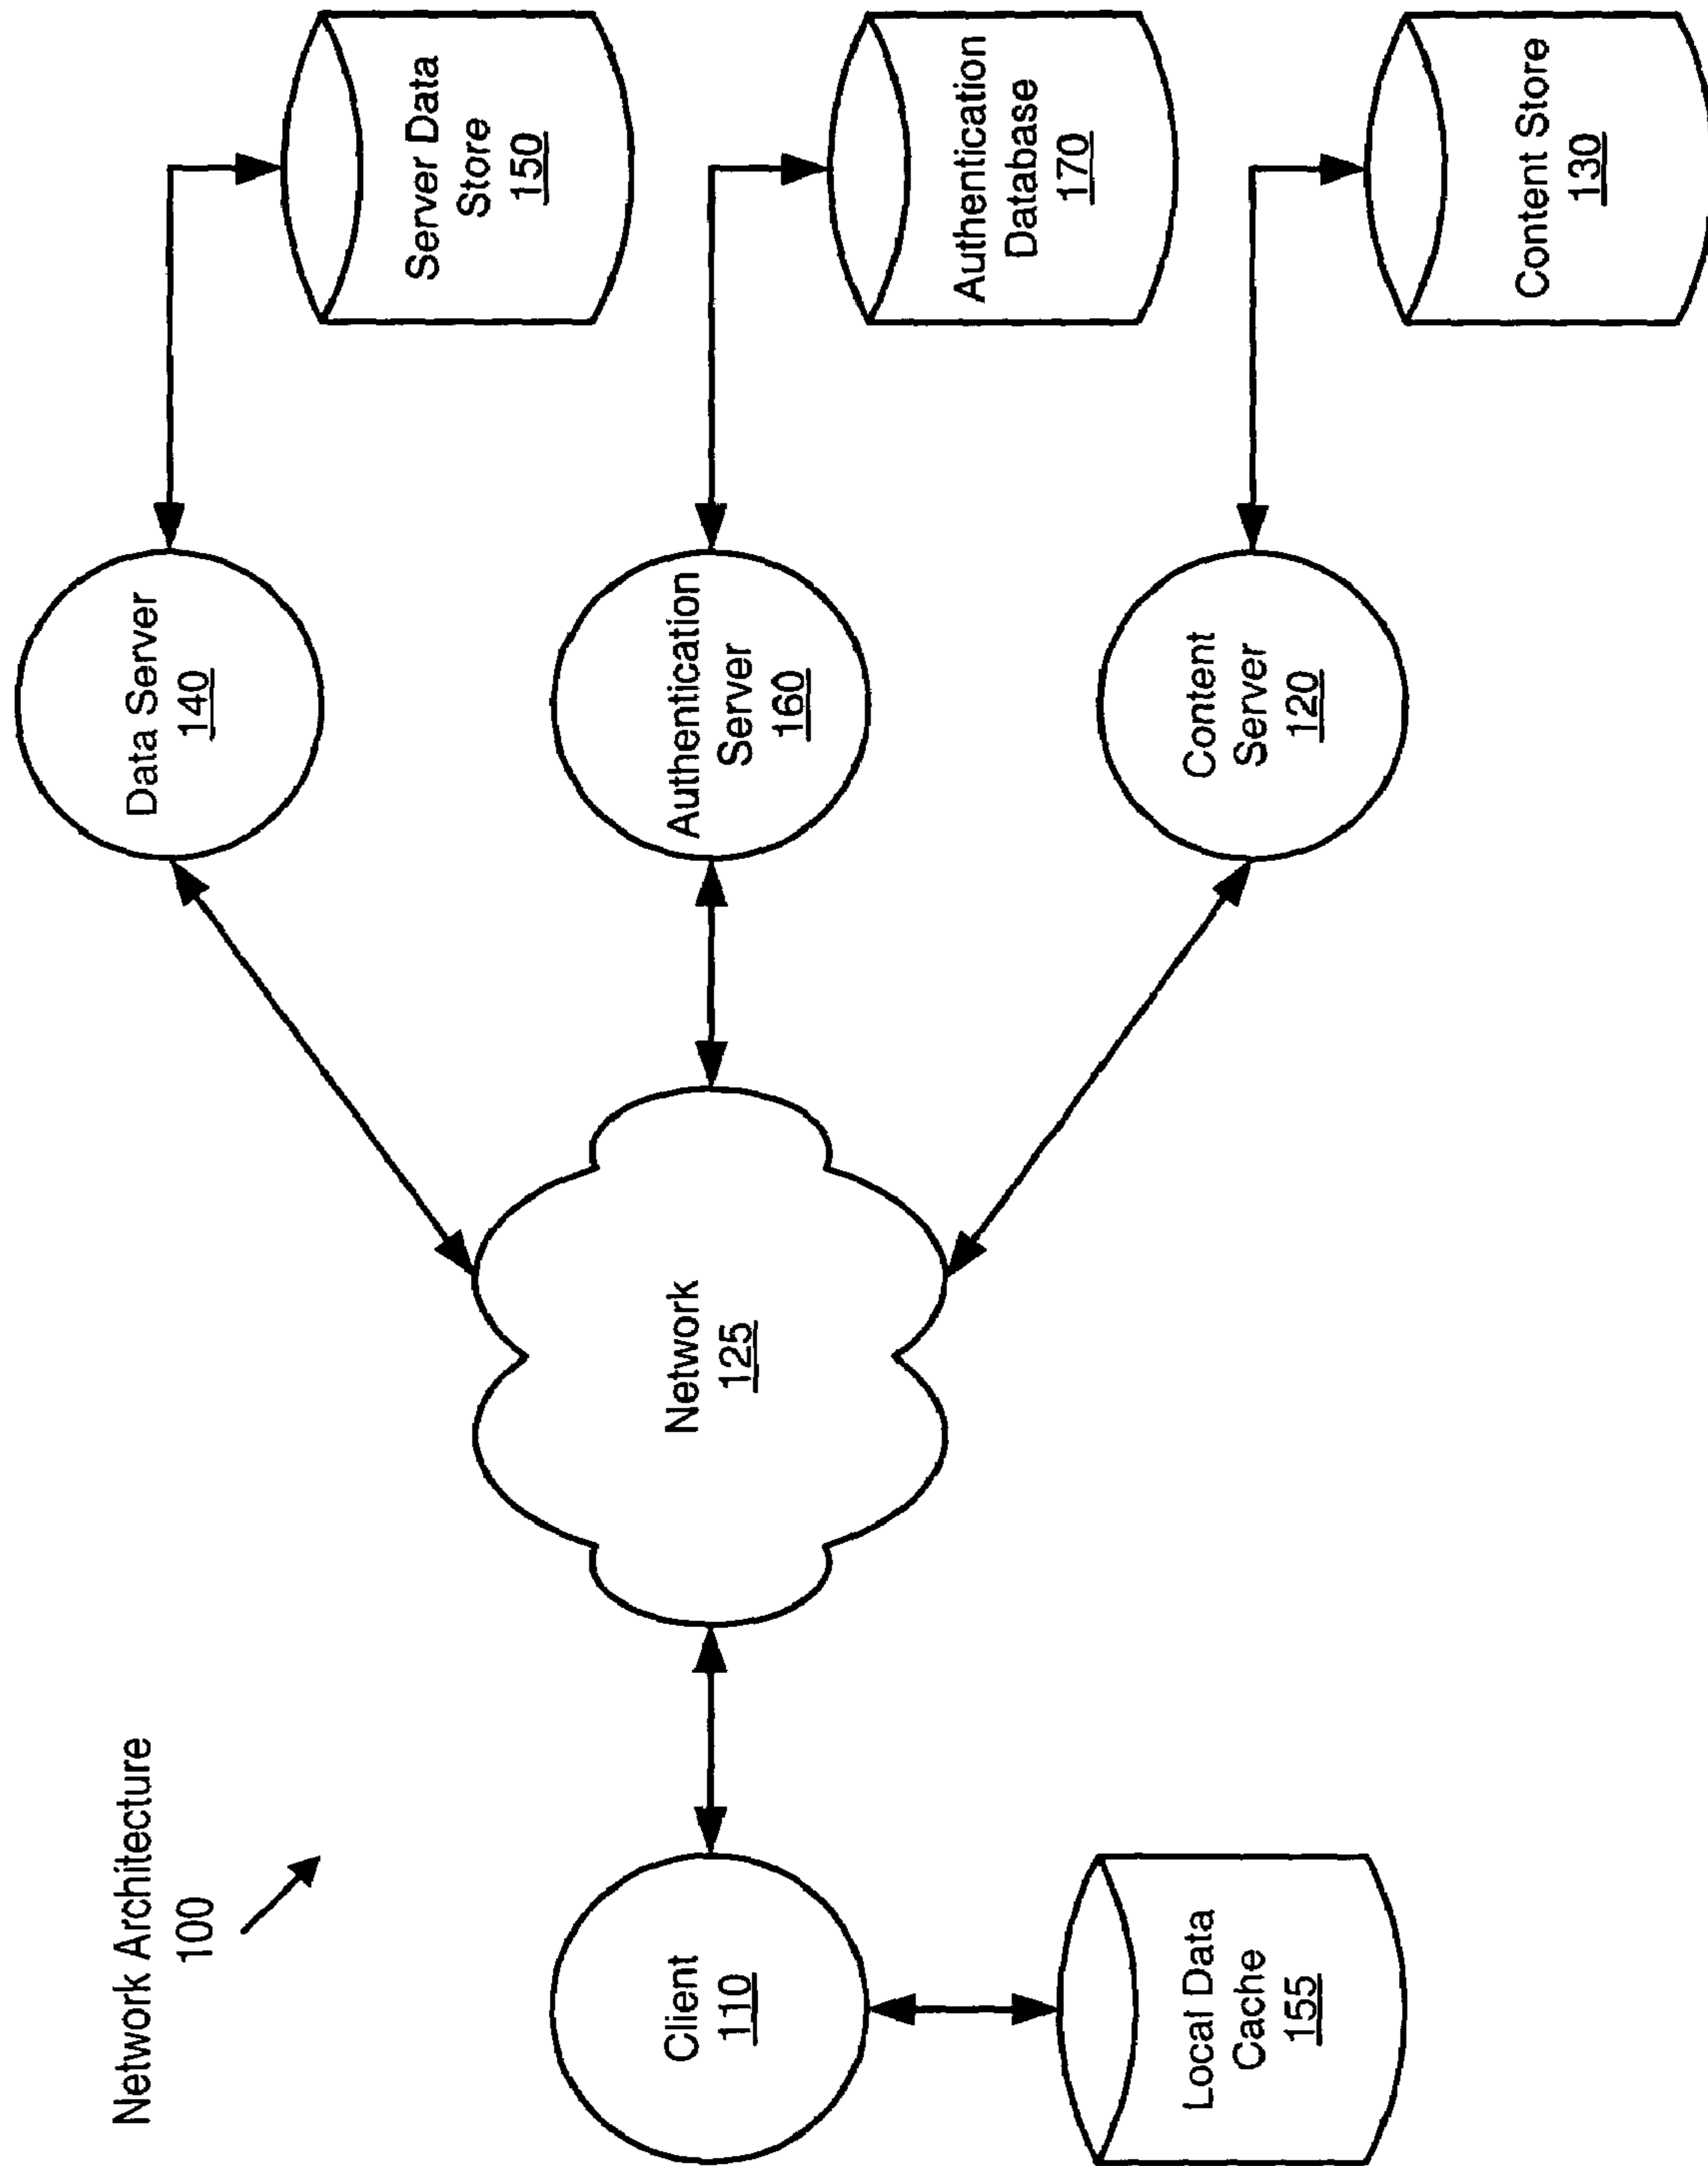 Network Architecture
100
Client
110
Local Data
Cache
155
Network
125
Data Server
140
Authentication
Server
160
Content
Server
120
Server Data
Store
150
Authentication
Database
170
Content Store
130